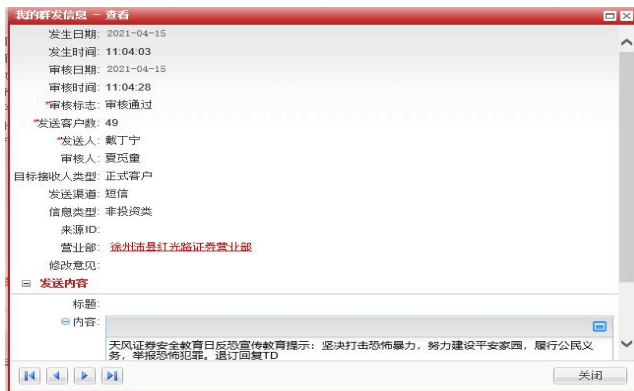 我的群发信息 - 查看
发生日期: 2021-04-15
发生时间: 11:04:03
审核日期: 2021-04-15
审核时间: 11:04:28
*审核标志: 审核通过
*发送客户数: 49
*发送人: 戴丁宁
审核人: 夏觅童
目标接收人类型: 正式客户
发送渠道: 短信
信息类型: 非投资类
来源ID:
营业部: 徐州沛县红光路证券营业部
修改意见:
发送内容
标题:
内容:
天风证券安全教育日反恐宣传教育提示：坚决打击恐怖暴力，努力建设平安家园，履行公民义
务，举报恐怖犯罪。退订回复TD
关闭